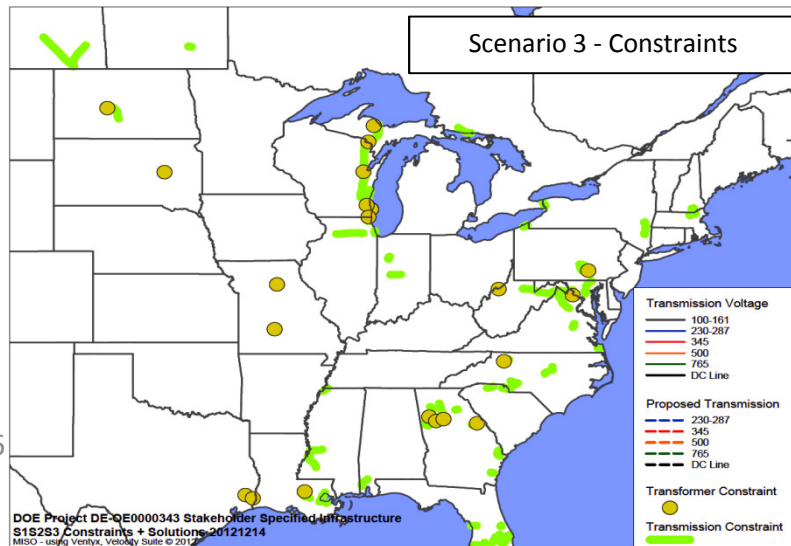 Scenario 3 - Constraints
Transmission Voltage
100-161
230-287
345
500
765
DC Line
Proposed Transmission
230-287
345
500
765
DC Line
Transformer Constraint
Transmission Constraint
DOE Project DE-OE0000343 Stakeholder Specified Infrastructure
S1S2S3 Constraints + Solutions 20121214
MISO - using Ventyx, Velocity Suite © 2012